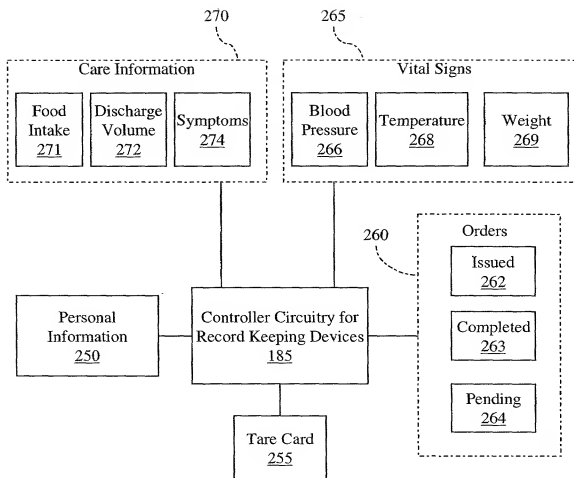 270
265
Care Information
Vital Signs
Food
Intake
271
Discharge
Volume
272
Symptoms
274
Blood
Pressure
266
Temperature
268
Weight
269
260
Orders
Issued
262
Completed
263
Pending
264
Personal
Information
250
Controller Circuitry for
Record Keeping Devices
185
Tare Card
255